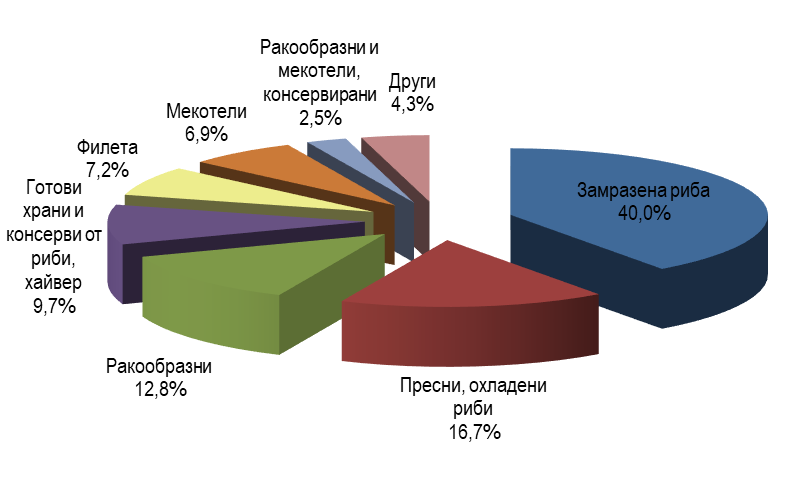 Ракообразни и
мекотели,
консервирани
2,5%
Други
4,3%
Мекотели
6,9%
Филета
7,2%
Готови
храни и
консерви от
риби,
хайвер
9,7%
Замразена риба
40,0%
Ракообразни
12,8%
Пресни, охладени
риби
16,7%